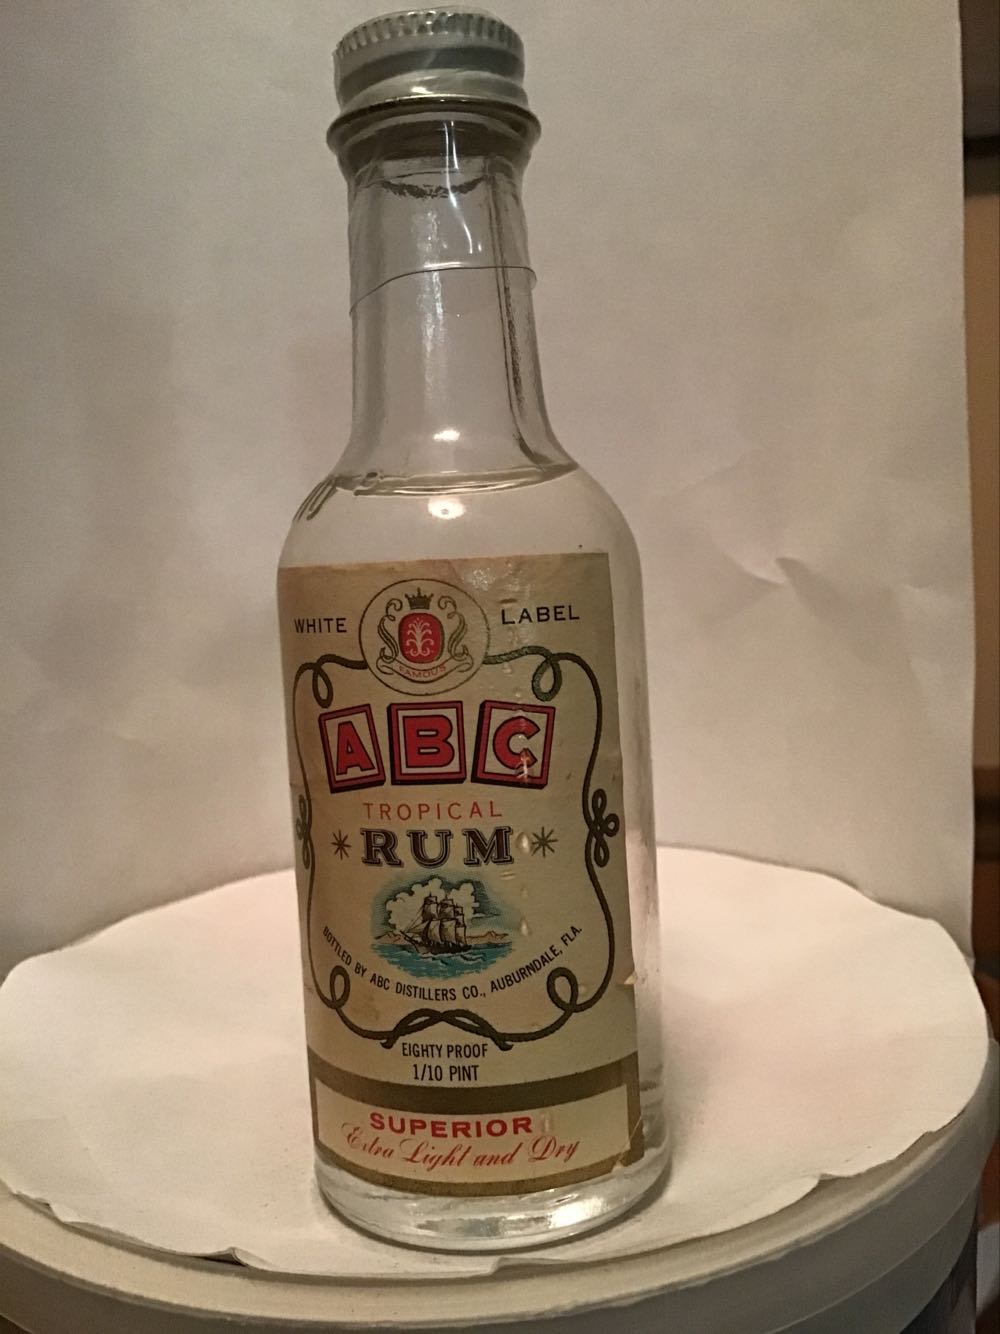 WHITE LABEL
FAMOUS
ABC
TROPICAL
RUM
BOTTLED BY ABC DISTILLERS CO., AUBURNDALE, FLA.
EIGHTY PROOF
1/10 PINT
SUPERIOR
Extra Light and Dry